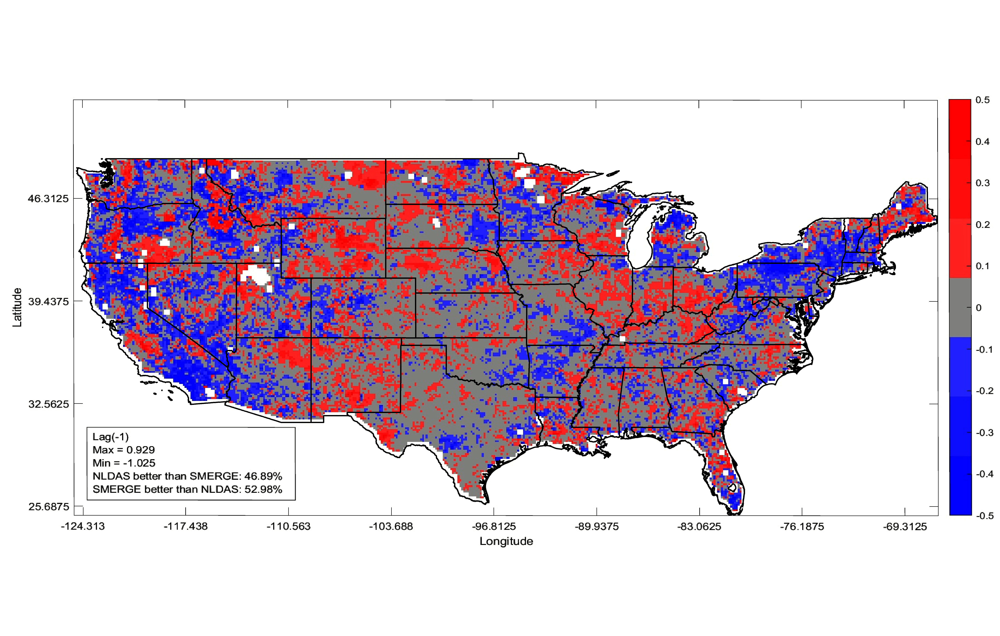 0.5
0.4
0.3
0.2
0.1
0
-0.1
-0.2
-0.3
-0.4
-0.5
Latitude
46.3125
39.4375
32.5625
25.6875
Lag(-1)
Max = 0.929
Min = -1.025
NLDAS better than SMERGE: 46.89%
SMERGE better than NLDAS: 52.98%
-124.313 -117.438 -110.563 -103.688 -96.8125 -89.9375 -83.0625 -76.1875 -69.3125
Longitude